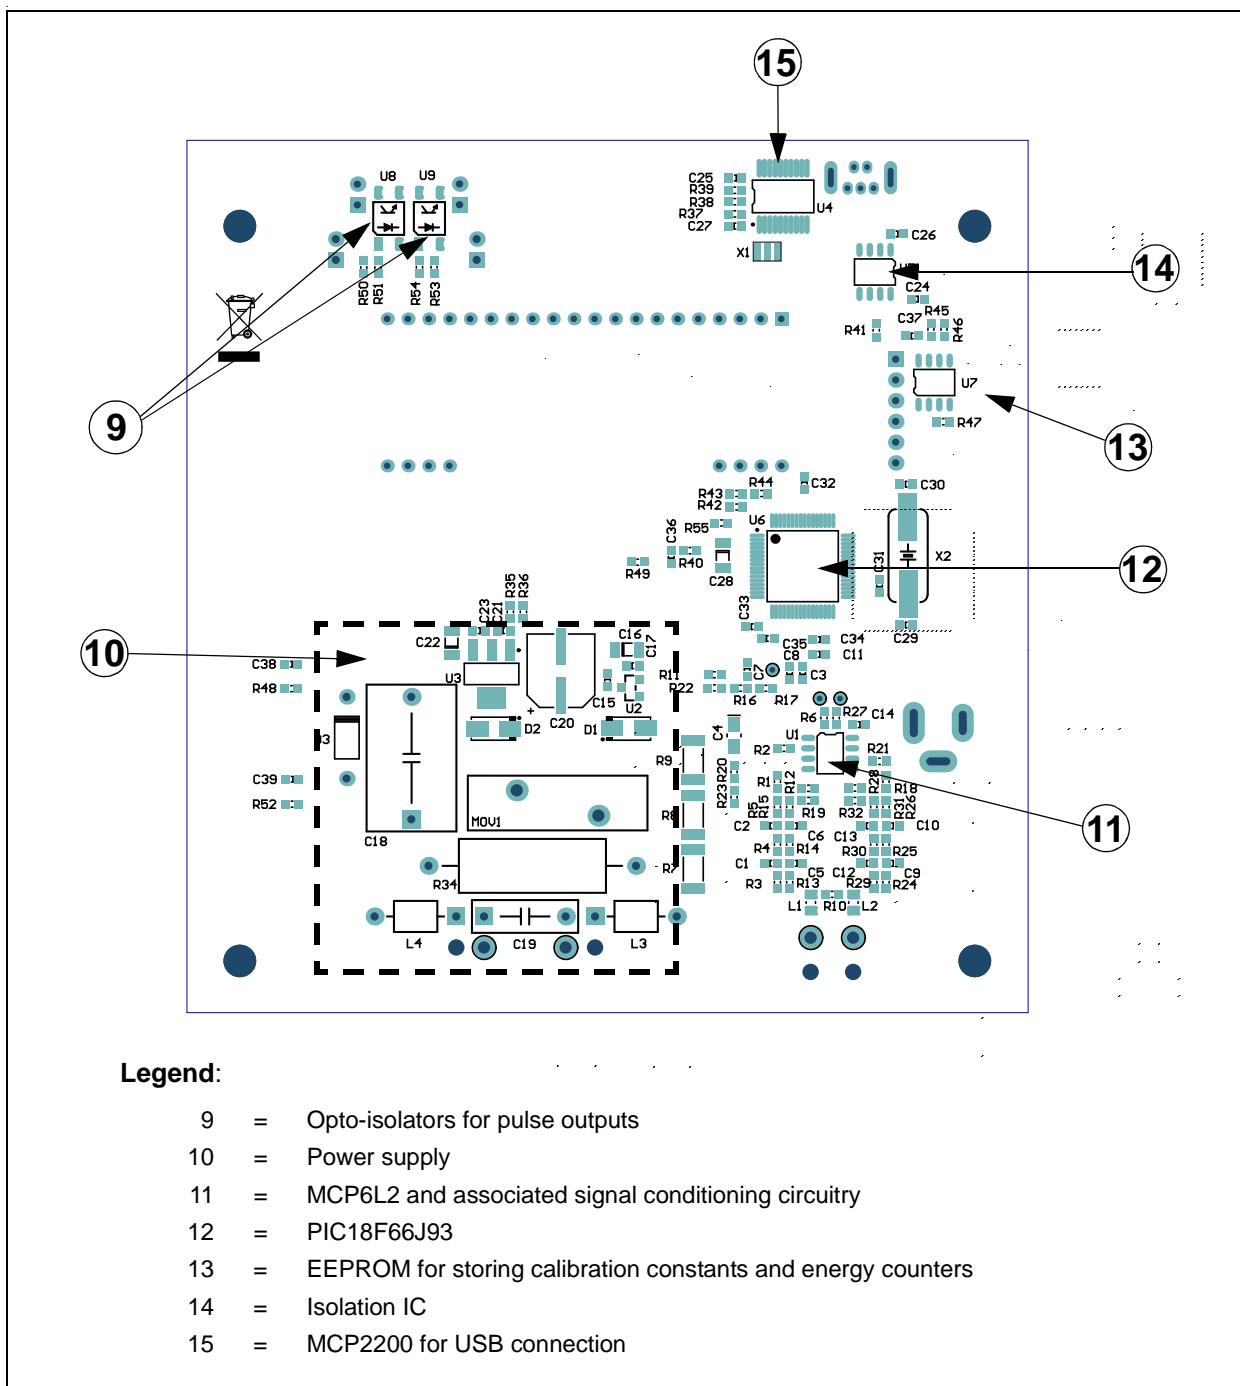 15
U8 U9
C25
R39
R38
R37
C27
U4
X1
C26
14
C24
R50
R51
R54
R53
R45
C37
R41
R46
U7
R47
9
13
R44
C32
C30
R43
R42
R55
U6
C36
R40
R49
C28
C31
X2
12
C33
C29
R35
R36
C23
C21
C22
C16
C17
C34
C35
C11
C8
10
C38
R48
U3
C15
U2
R11
R22
C7
C3
R16
R17
C20
D2
D1
C4
R6
R27
C14
U1
R2
R21
C39
R52
R9
R20
R23
R1
R12
R28
R18
R5
R15
R19
R32
R31
R26
C18
MOV1
R8
C2
C6
C13
C10
11
R4
R14
R30
R25
R34
R7
C1
C5
C12
C9
R3
R13
R29
R24
L1
R10
L2
L4
C19
L3
Legend:
9 = Opto-isolators for pulse outputs
10 = Power supply
11 = MCP6L2 and associated signal conditioning circuitry
12 = PIC18F66J93
13 = EEPROM for storing calibration constants and energy counters
14 = Isolation IC
15 = MCP2200 for USB connection